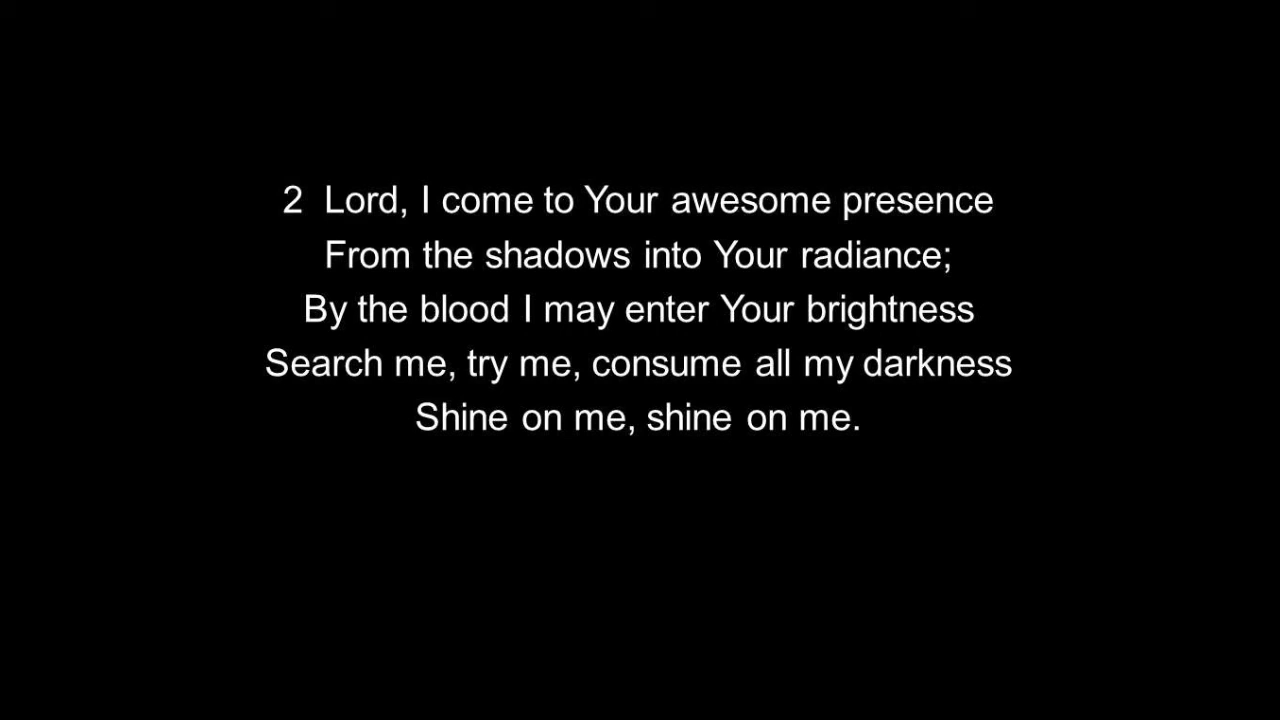 2 Lord, I come to Your awesome presence
From the shadows into Your radiance;
By the blood I may enter Your brightness
Search me, try me, consume all my darkness
Shine on me, shine on me.